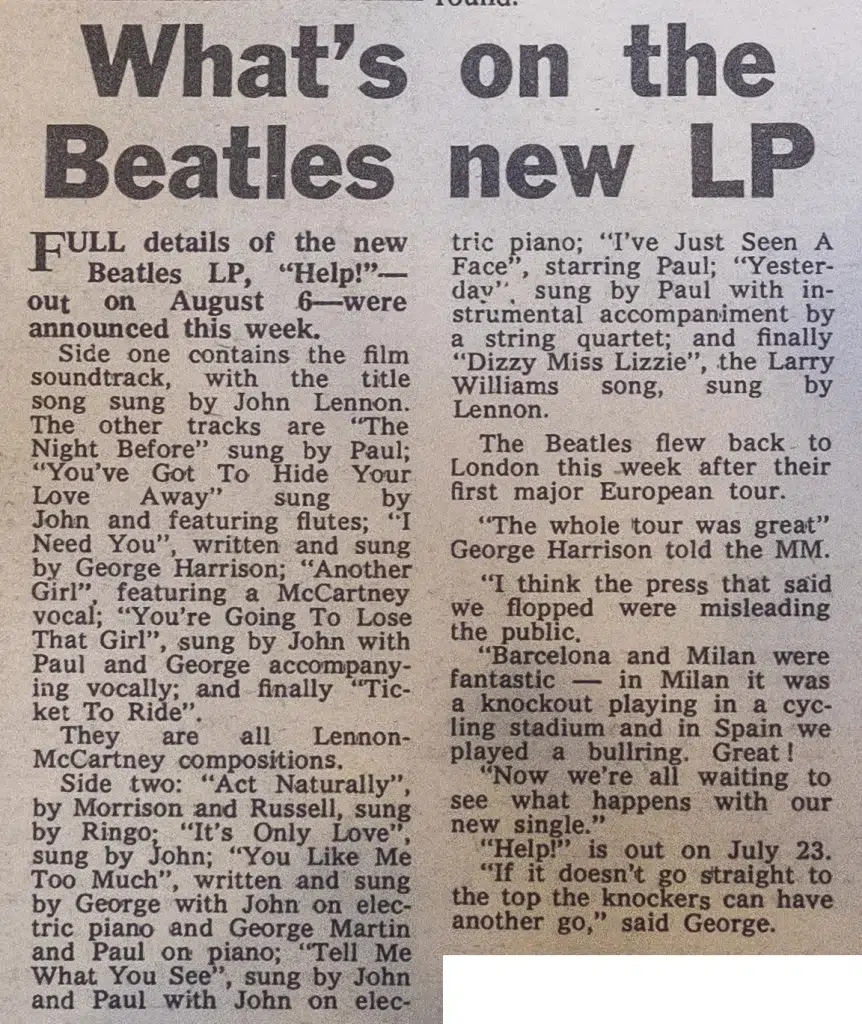 round.
What's on the
Beatles new LP
FULL details of the new
Beatles LP, "Help!"—
out on August 6—were
announced this week.
Side one contains the film
soundtrack, with the title
song sung by John Lennon.
The other tracks are "The
Night Before" sung by Paul;
"You've Got To Hide Your
Love Away" sung by
John and featuring flutes; "I
Need You", written and sung
by George Harrison; "Another
Girl", featuring a McCartney
vocal; "You're Going To Lose
That Girl", sung by John with
Paul and George accompany-
ing vocally; and finally "Tic-
ket To Ride".
They are all Lennon-
McCartney compositions.
Side two: "Act Naturally",
by Morrison and Russell, sung
by Ringo; "It's Only Love",
sung by John; "You Like Me
Too Much", written and sung
by George with John on elec-
tric piano and George Martin
and Paul on piano; "Tell Me
What You See", sung by John
and Paul with John on elec-
tric piano; "I've Just Seen A
Face", starring Paul; "Yester-
day", sung by Paul with in-
strumental accompaniment by
a string quartet; and finally
"Dizzy Miss Lizzie", the Larry
Williams song, sung by
Lennon.
The Beatles flew back to
London this week after their
first major European tour.
"The whole tour was great"
George Harrison told the MM.
"I think the press that said
we flopped were misleading
the public.
"Barcelona and Milan were
fantastic — in Milan it was
a knockout playing in a cyc-
ling stadium and in Spain we
played a bullring. Great!
"Now we're all waiting to
see what happens with our
new single."
"Help!" is out on July 23.
"If it doesn't go straight to
the top the knockers can have
another go," said George.